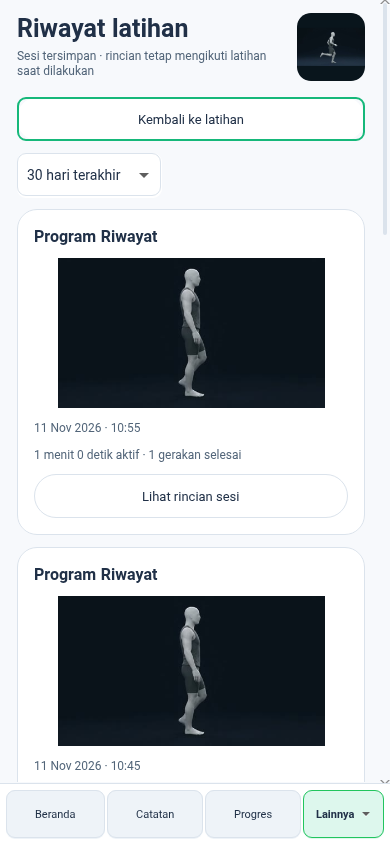 Riwayat latihan
Sesi tersimpan · rincian tetap mengikuti latihan
saat dilakukan
Kembali ke latihan
30 hari terakhir
Program Riwayat
11 Nov 2026 · 10:55
1 menit 0 detik aktif · 1 gerakan selesai
Lihat rincian sesi
Program Riwayat
11 Nov 2026 · 10:45
Beranda
Catatan
Progres
Lainnya